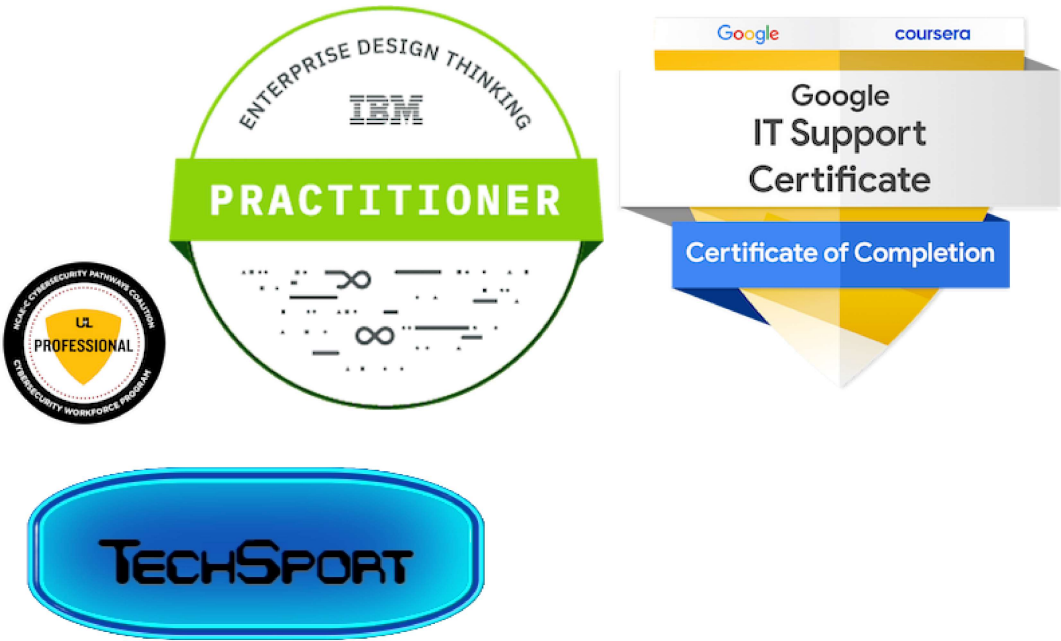 ENTERPRISE DESIGN THINKING
IBM
PRACTITIONER
Google coursera
Google
IT Support
Certificate
Certificate of Completion
NCAE-C CYBERSECURITY PATHWAYS COALITION
PROFESSIONAL
CYBERSECURITY WORKFORCE PROGRAM
TECHSPORT